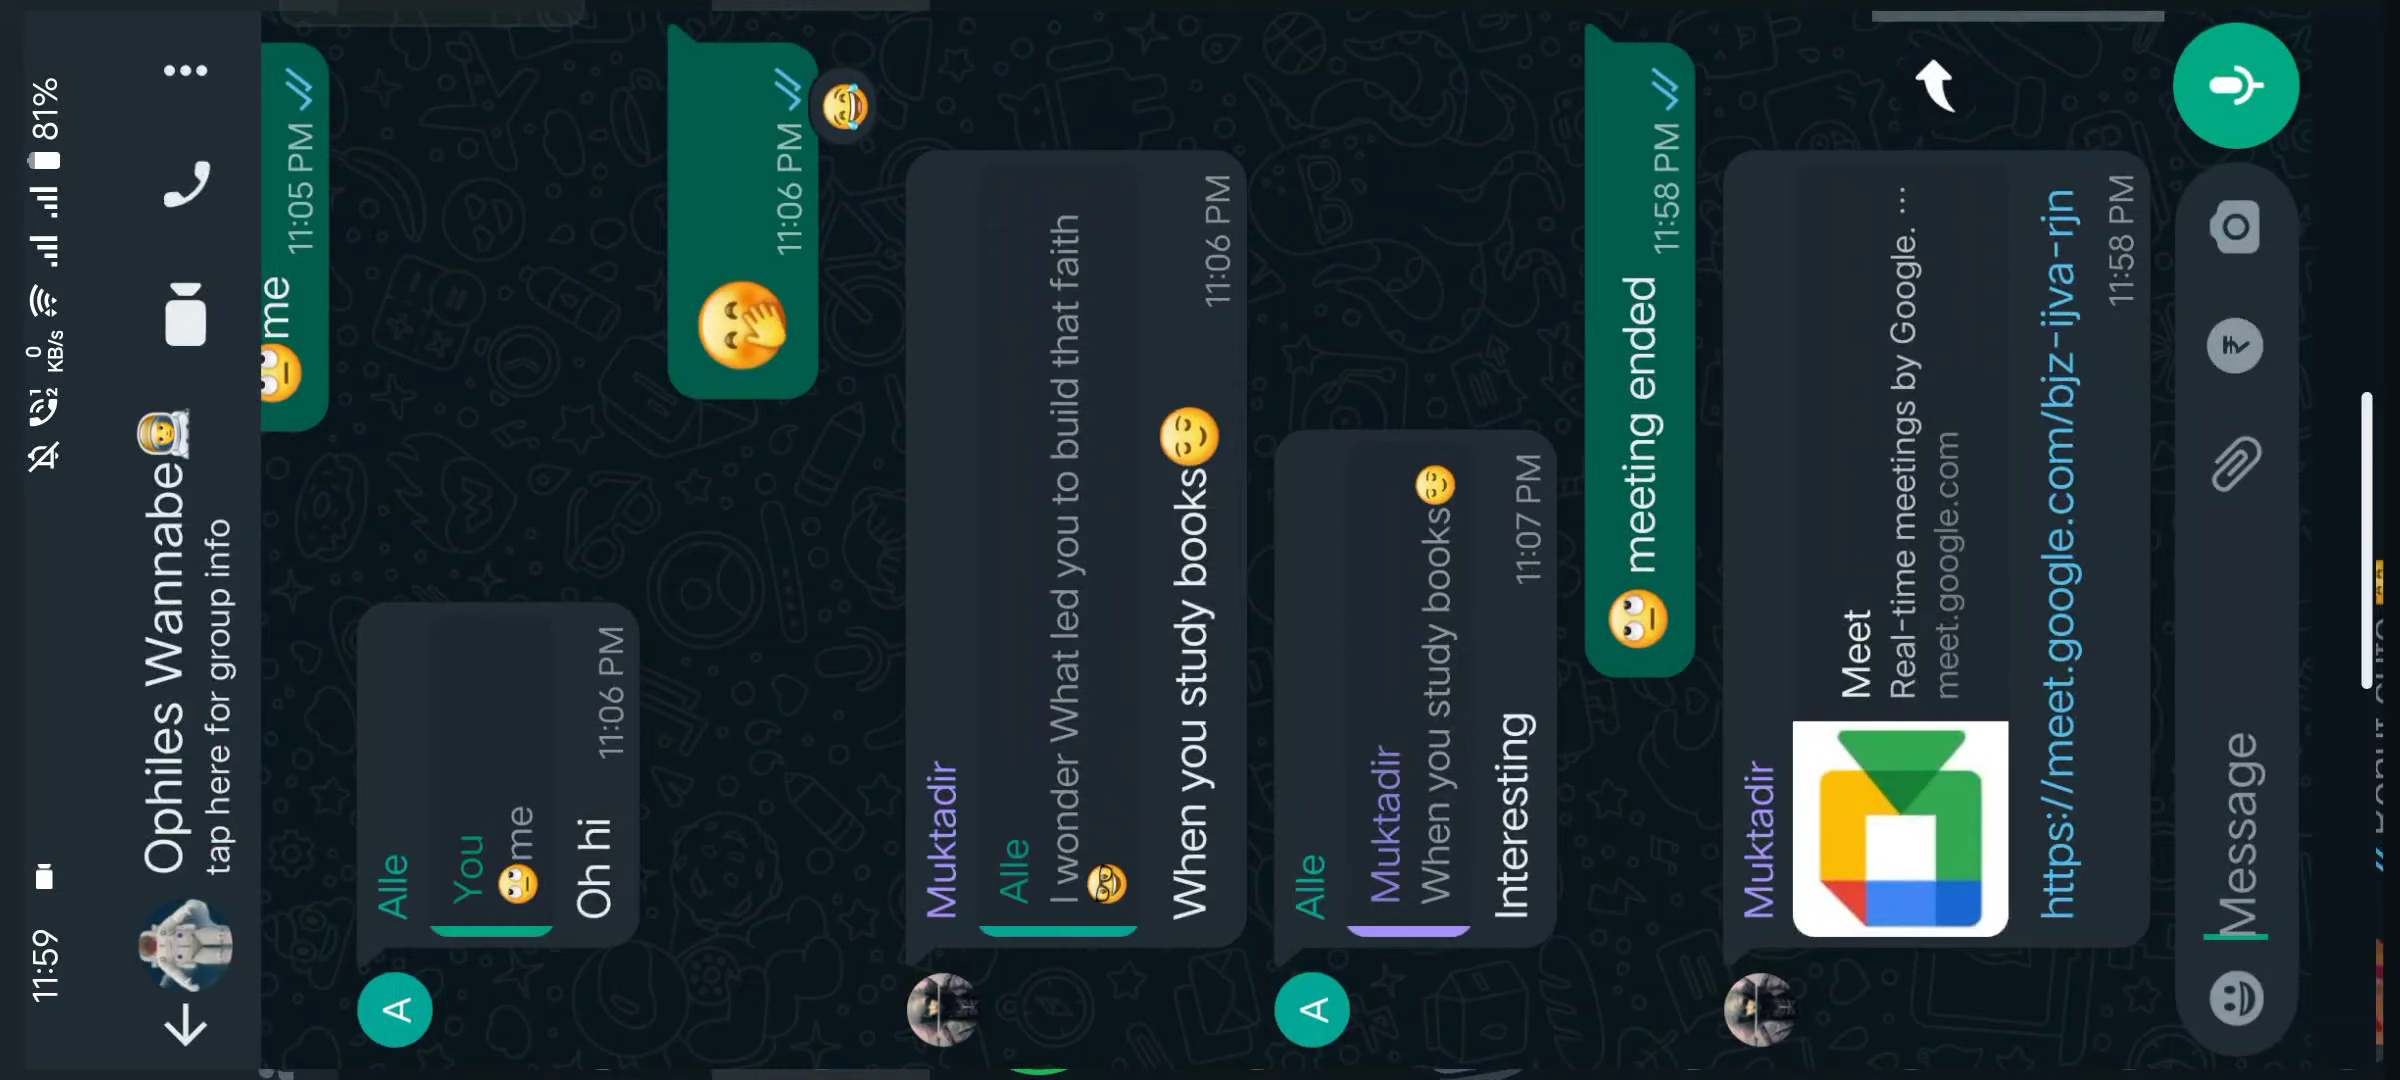 11:59
0
KB/s
81%
Ophiles Wannabe🧑‍🚀
tap here for group info
🙄me
11:05 PM
A
Alle
You
🙄me
Oh hi
11:06 PM
🤭
11:06 PM
😂
Muktadir
Alle
I wonder What led you to build that faith
🤓
When you study books😌
11:06 PM
A
Alle
Muktadir
When you study books😌
Interesting
11:07 PM
🙄 meeting ended
11:58 PM
Muktadir
Meet
Real-time meetings by Google. ...
meet.google.com
https://meet.google.com/bjz-ijva-rjn
11:58 PM
Message